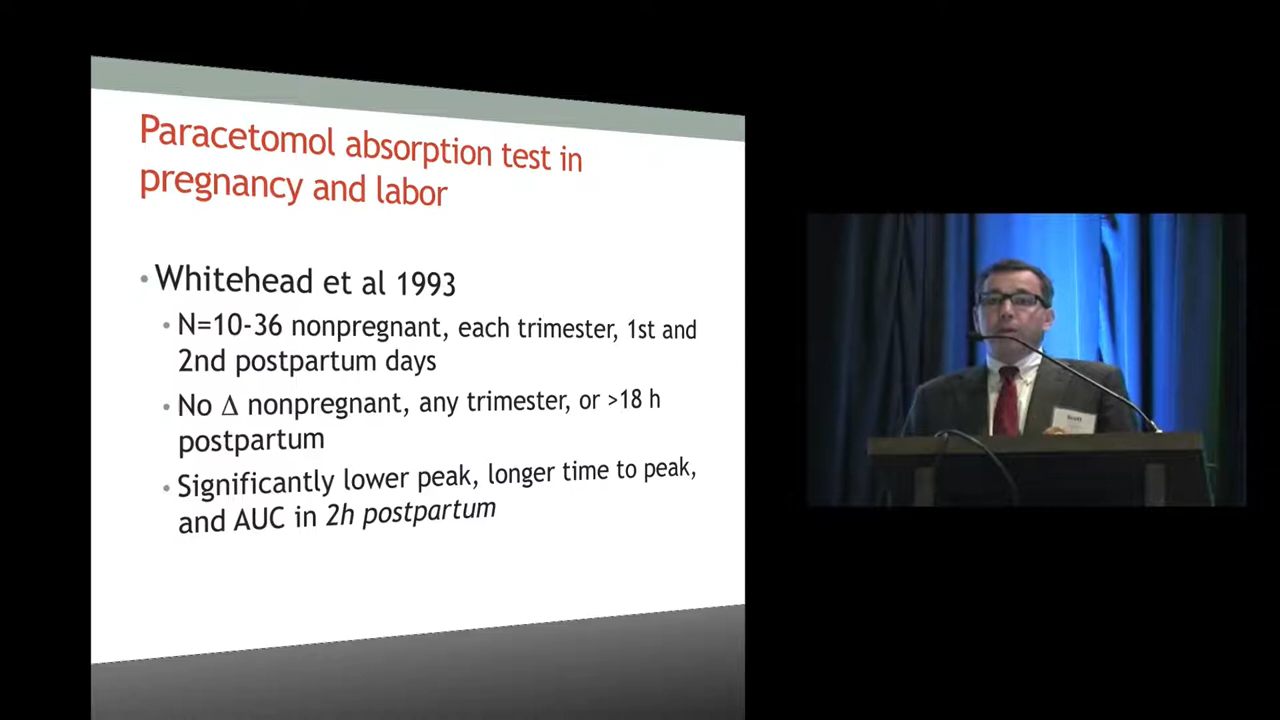 Paracetomol absorption test in
pregnancy and labor
• Whitehead et al 1993
• N=10-36 nonpregnant, each trimester, 1st and
2nd postpartum days
• No Δ nonpregnant, any trimester, or >18 h
postpartum
• Significantly lower peak, longer time to peak,
and AUC in 2h postpartum
Scott